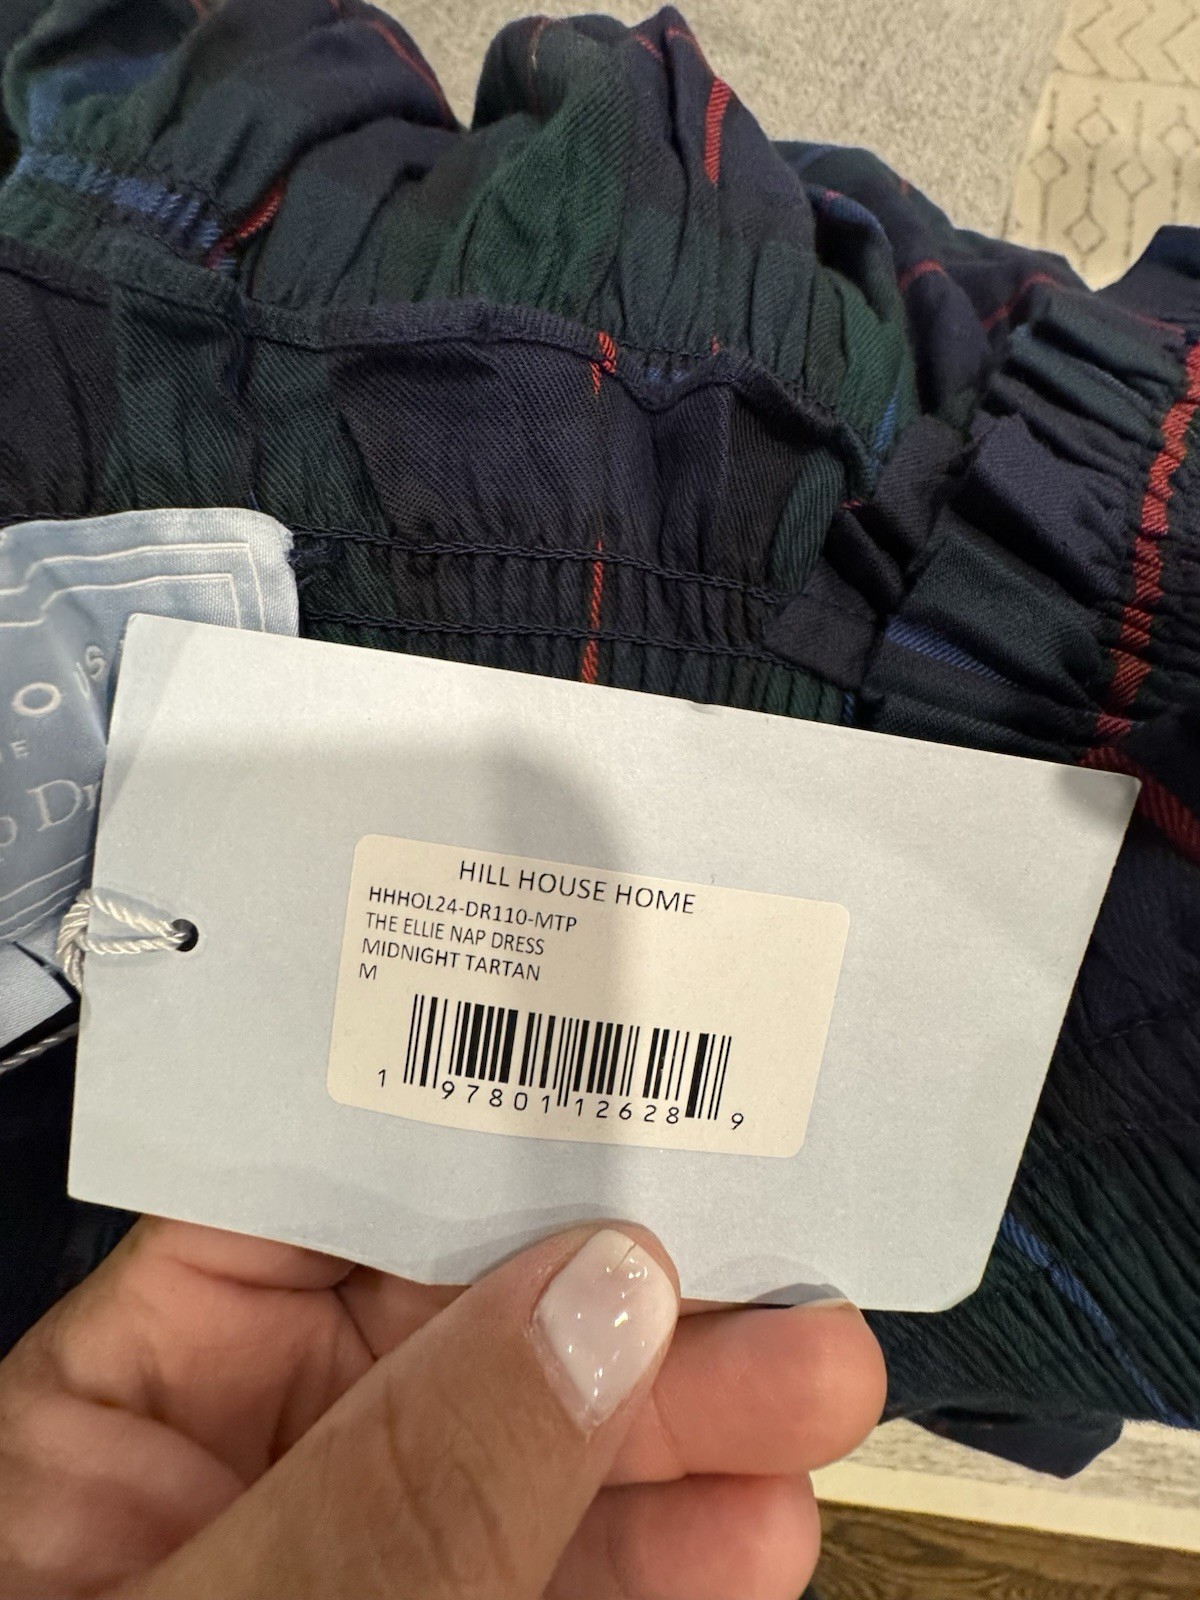 HILL HOUSE HOME
HHHOL24-DR110-MTP
THE ELLIE NAP DRESS
MIDNIGHT TARTAN
M
1 97801 12628 9